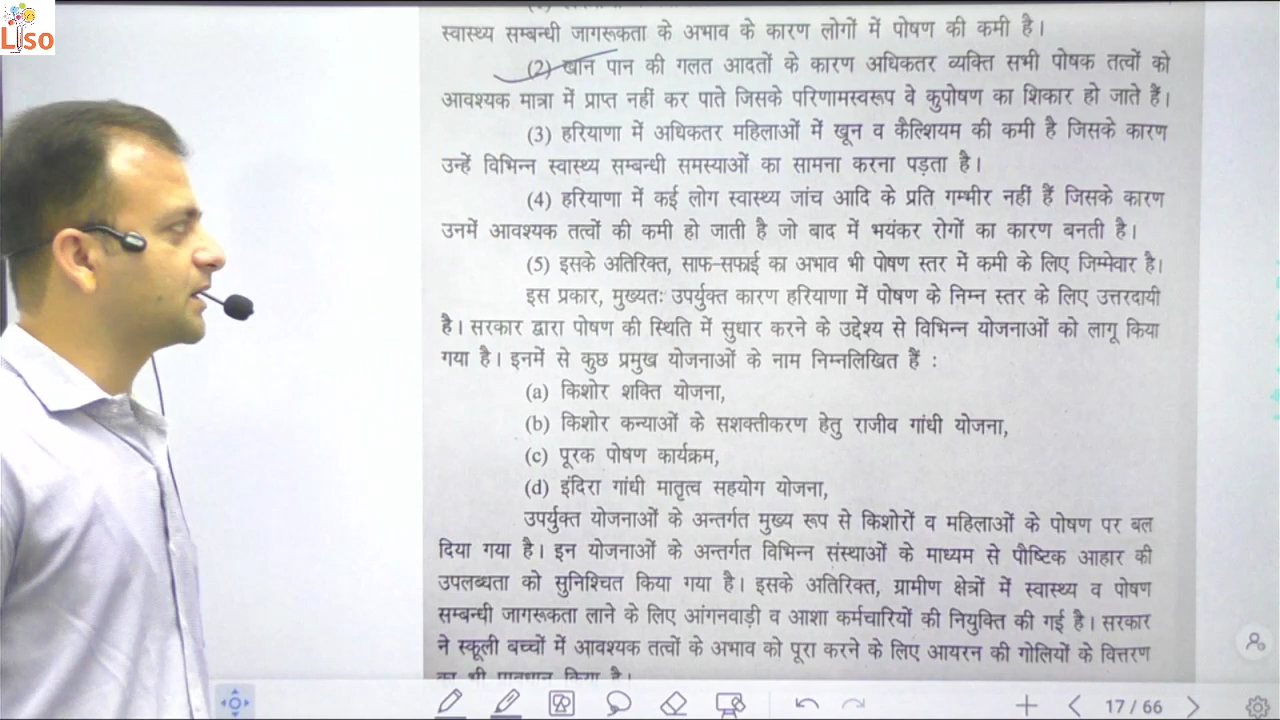 Liso
स्वास्थ्य सम्बन्धी जागरूकता के अभाव के कारण लोगों में पोषण की कमी है।
(2) खान पान की गलत आदतों के कारण अधिकतर व्यक्ति सभी पोषक तत्वों को
आवश्यक मात्रा में प्राप्त नहीं कर पाते जिसके परिणामस्वरूप वे कुपोषण का शिकार हो जाते हैं।
(3) हरियाणा में अधिकतर महिलाओं में खून व कैल्शियम की कमी है जिसके कारण
उन्हें विभिन्न स्वास्थ्य सम्बन्धी समस्याओं का सामना करना पड़ता है।
(4) हरियाणा में कई लोग स्वास्थ्य जांच आदि के प्रति गम्भीर नहीं हैं जिसके कारण
उनमें आवश्यक तत्वों की कमी हो जाती है जो बाद में भयंकर रोगों का कारण बनती है।
(5) इसके अतिरिक्त, साफ-सफाई का अभाव भी पोषण स्तर में कमी के लिए जिम्मेवार है।
इस प्रकार, मुख्यतः उपर्युक्त कारण हरियाणा में पोषण के निम्न स्तर के लिए उत्तरदायी
है। सरकार द्वारा पोषण की स्थिति में सुधार करने के उद्देश्य से विभिन्न योजनाओं को लागू किया
गया है। इनमें से कुछ प्रमुख योजनाओं के नाम निम्नलिखित हैं :
(a) किशोर शक्ति योजना,
(b) किशोर कन्याओं के सशक्तीकरण हेतु राजीव गांधी योजना,
(c) पूरक पोषण कार्यक्रम,
(d) इंदिरा गांधी मातृत्व सहयोग योजना,
उपर्युक्त योजनाओं के अन्तर्गत मुख्य रूप से किशोरों व महिलाओं के पोषण पर बल
दिया गया है। इन योजनाओं के अन्तर्गत विभिन्न संस्थाओं के माध्यम से पौष्टिक आहार की
उपलब्धता को सुनिश्चित किया गया है। इसके अतिरिक्त, ग्रामीण क्षेत्रों में स्वास्थ्य व पोषण
सम्बन्धी जागरूकता लाने के लिए आंगनवाड़ी व आशा कर्मचारियों की नियुक्ति की गई है। सरकार
ने स्कूली बच्चों में आवश्यक तत्वों के अभाव को पूरा करने के लिए आयरन की गोलियों के वित्तरण
17 / 66